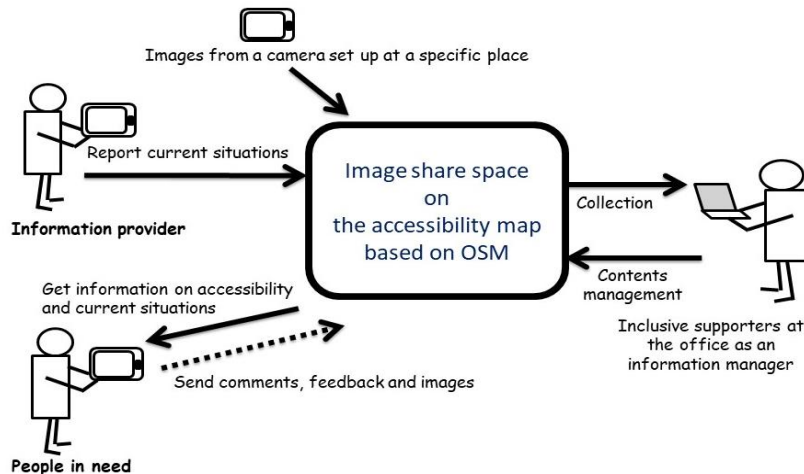 Images from a camera set up at a specific place
Report current situations
Information provider
Image share space
on
the accessibility map
based on OSM
Collection
Contents
management
Inclusive supporters at
the office as an
information manager
Get information on accessibility
and current situations
Send comments, feedback and images
People in need